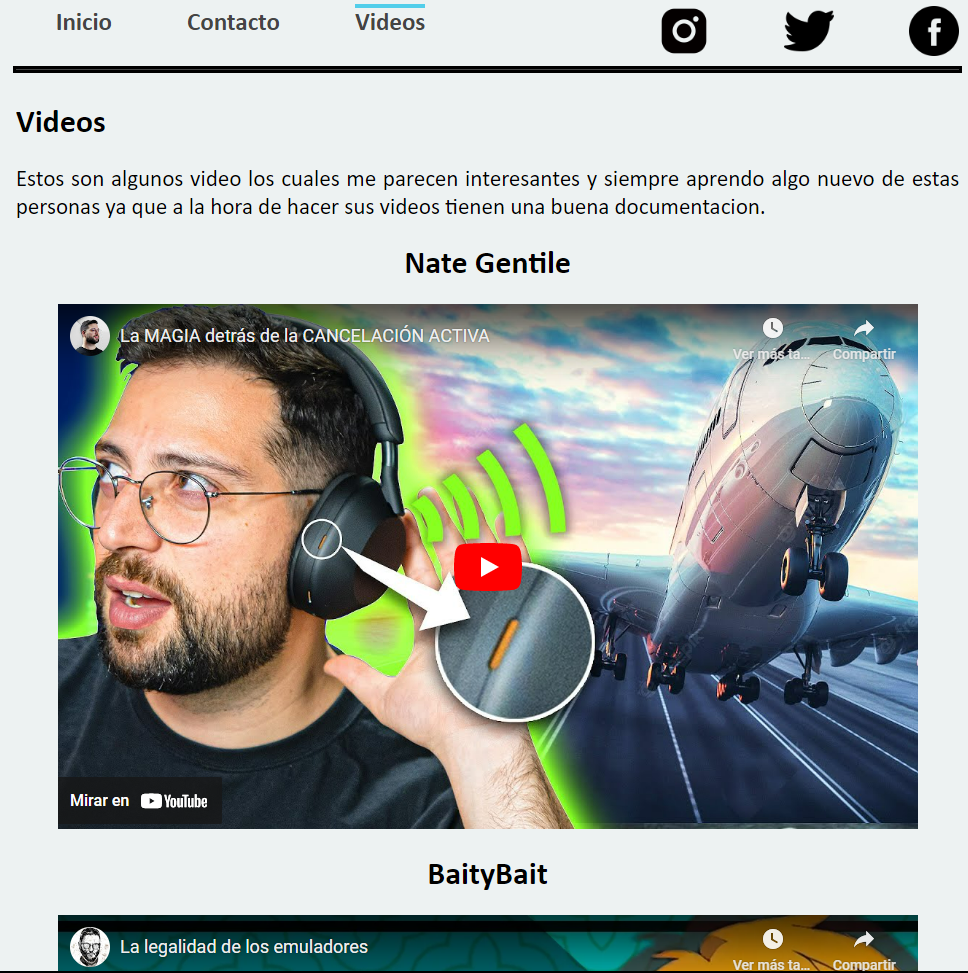 Inicio Contacto Videos
Videos
Estos son algunos video los cuales me parecen interesantes y siempre aprendo algo nuevo de estas
personas ya que a la hora de hacer sus videos tienen una buena documentacion.
Nate Gentile
La MAGIA detrás de la CANCELACIÓN ACTIVA
Ver más ta... Compartir
Mirar en YouTube
BaityBait
La legalidad de los emuladores
Ver más ta... Compartir